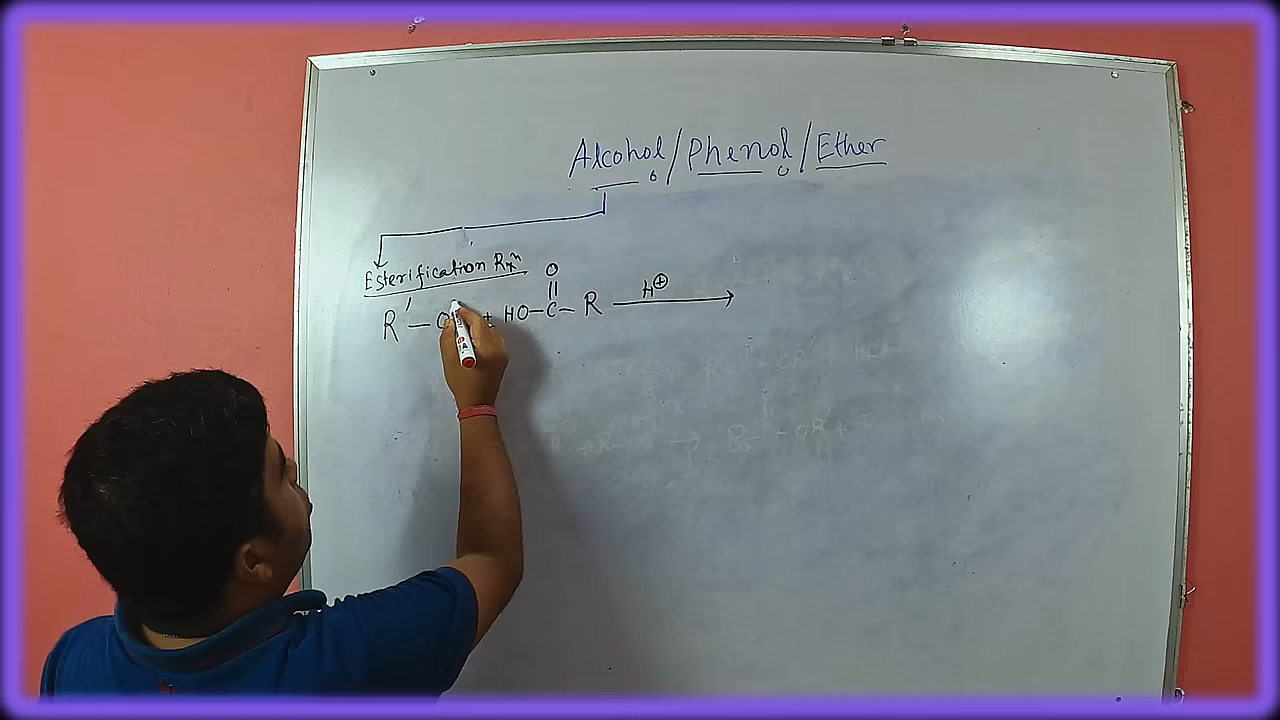 Alcohol/Phenol/Ether
Esterification Rxⁿ
O
R' — O + HO—C—R H⊕